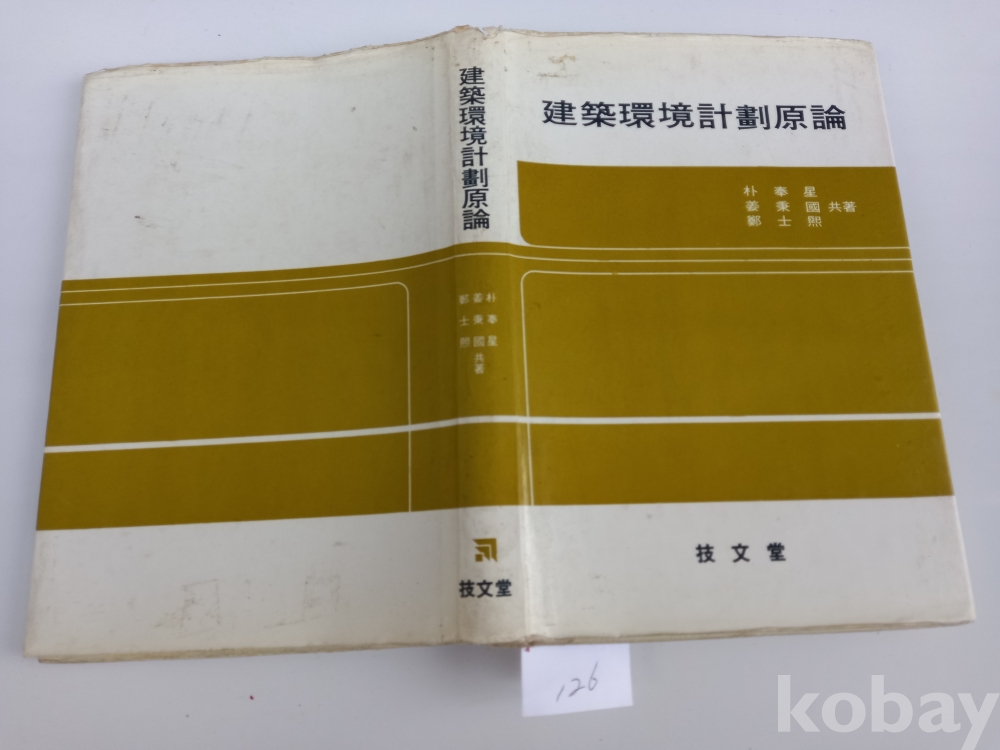 建築環境計劃原論
朴奉星
姜秉國 共著
鄭士熙
技文堂
建築環境計劃原論
朴奉星
姜秉國
鄭士熙
共著
技文堂
126
kobay